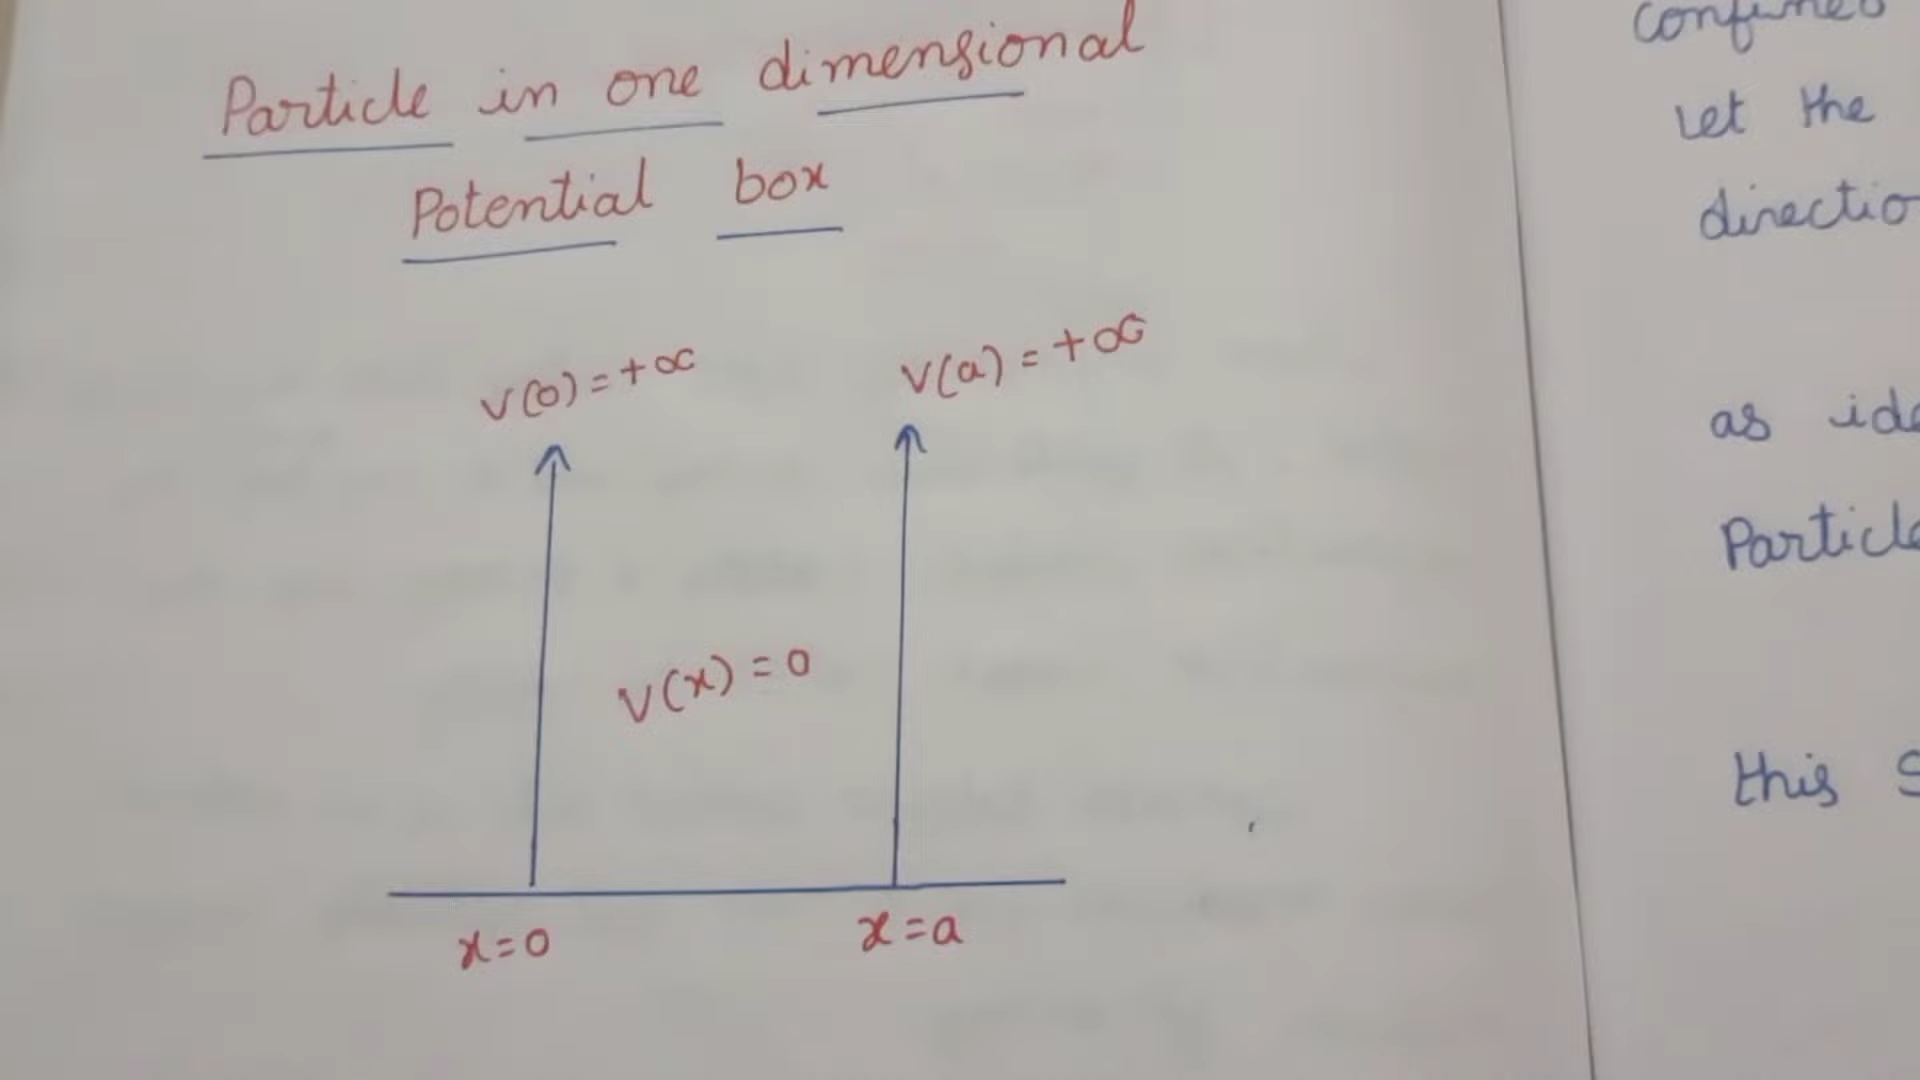 Particle in one dimensional
Potential box
V(0) = +∞
V(a) = +∞
V(x) = 0
x=0
x=a
Let the
as
this